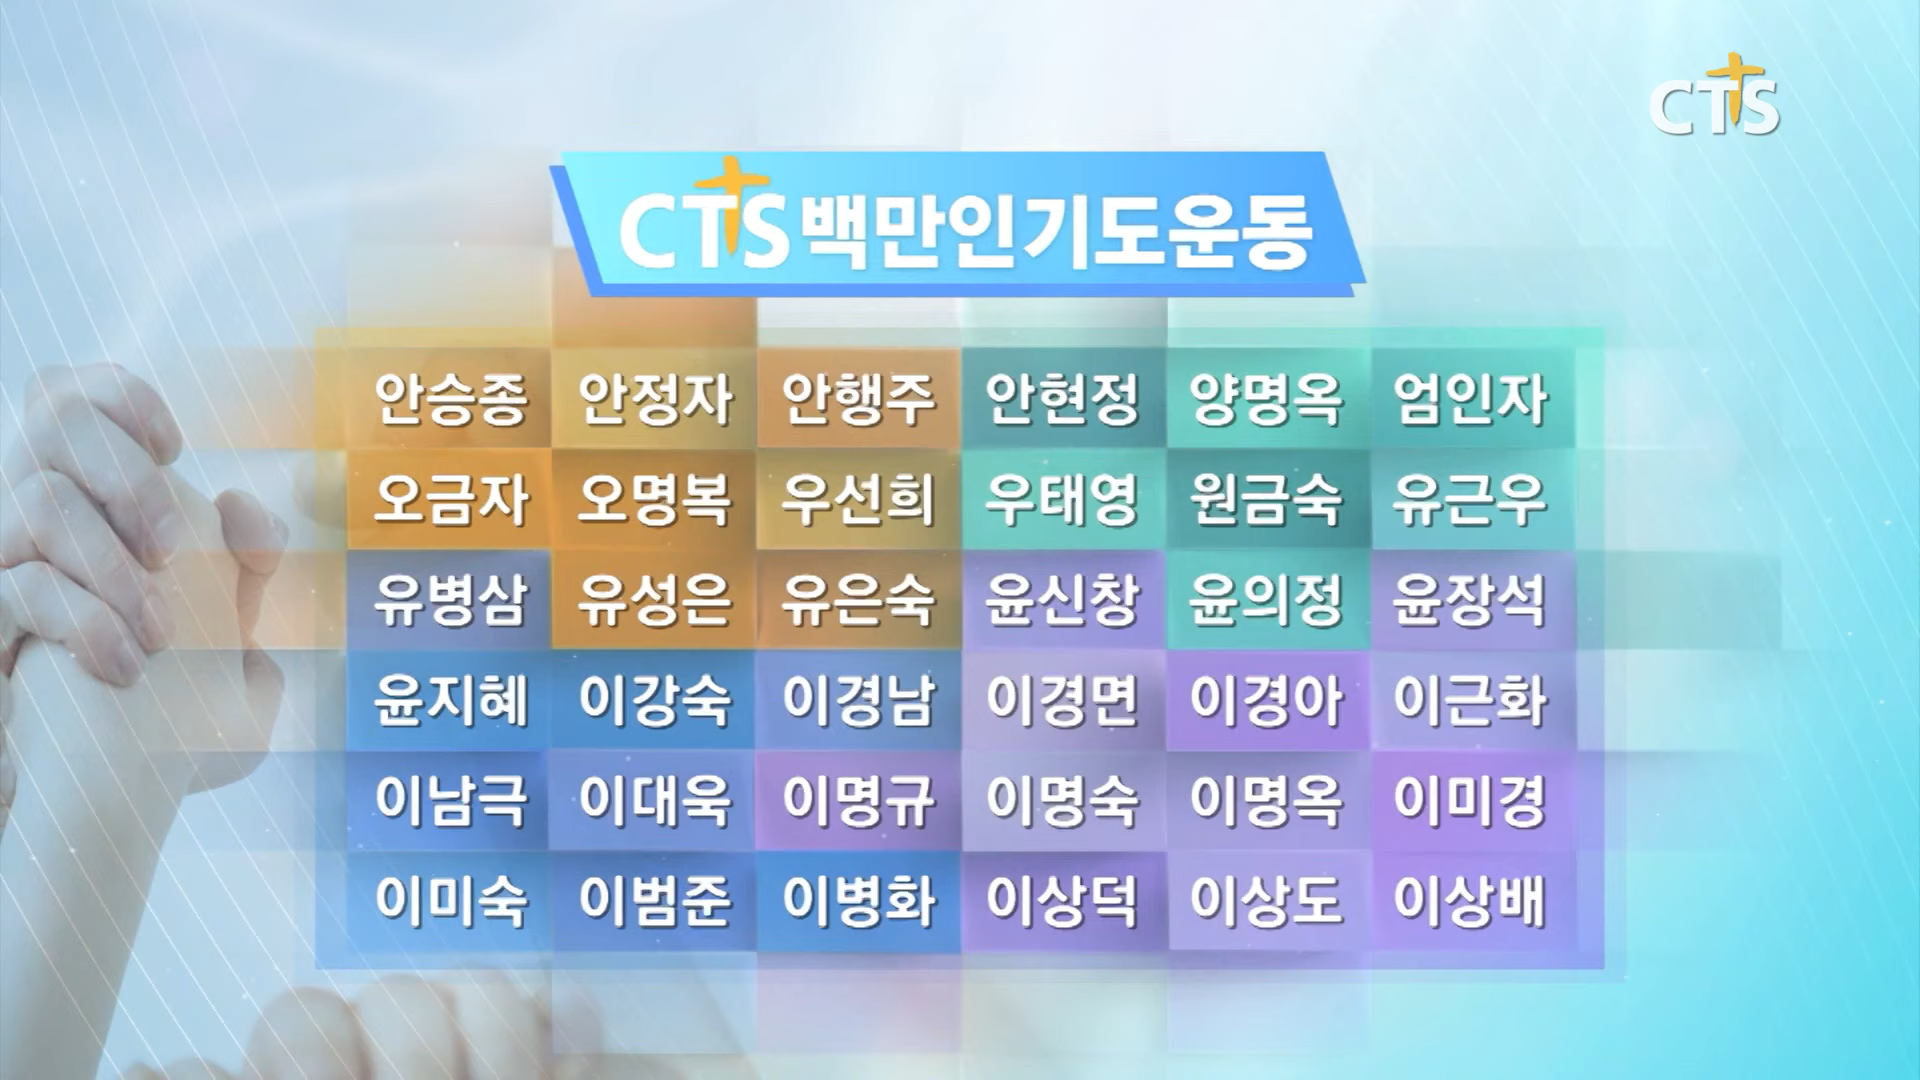 CTS
CTS백만인기도운동
안승종 안정자 안행주 안현정 양명옥 엄인자
오금자 오명복 우선희 우태영 원금숙 유근우
유병삼 유성은 유은숙 윤신창 윤의정 윤장석
윤지혜 이강숙 이경남 이경면 이경아 이근화
이남극 이대욱 이명규 이명숙 이명옥 이미경
이미숙 이범준 이병화 이상덕 이상도 이상배